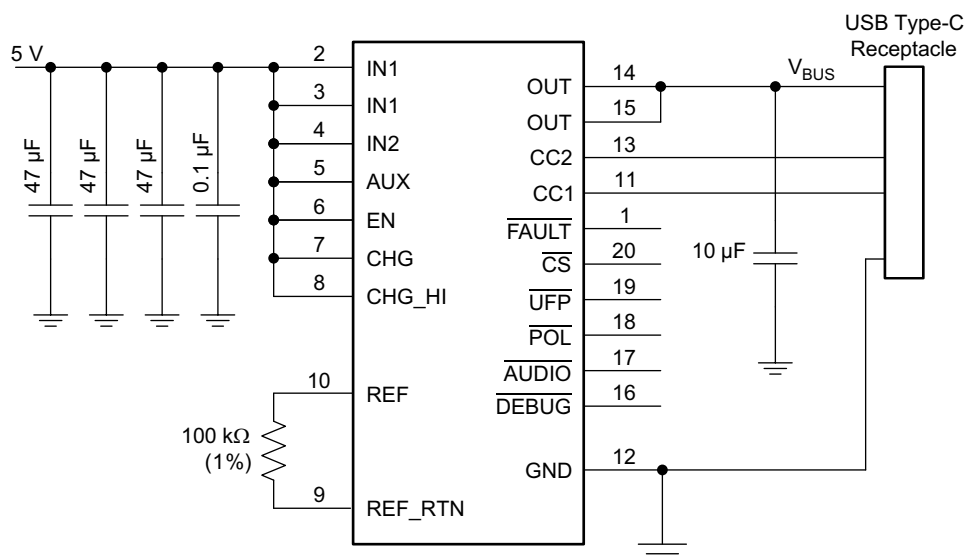 USB Type-C
Receptacle
5 V
47 µF
47 µF
47 µF
0.1 µF
2
IN1
3
IN1
4
IN2
5
AUX
6
EN
7
CHG
8
CHG_HI
10
REF
100 kΩ
(1%)
9
REF_RTN
OUT
14
V_BUS
OUT
15
CC2
13
CC1
11
FAULT
1
CS
20
UFP
19
POL
18
AUDIO
17
DEBUG
16
GND
12
10 µF